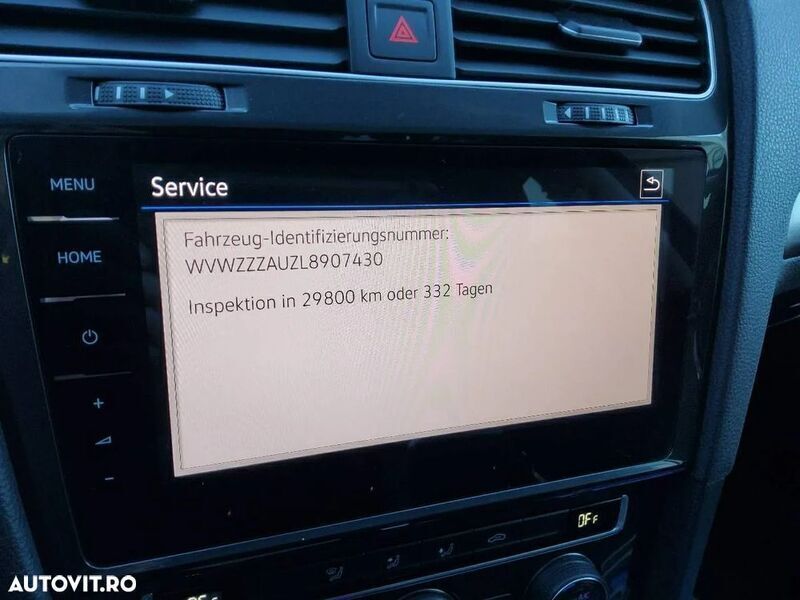 MENU
HOME
Service
Fahrzeug-Identifizierungsnummer:
WVWZZZAUZL8907430
Inspektion in 29800 km oder 332 Tagen
+
-
OFF
AUTOVIT.RO